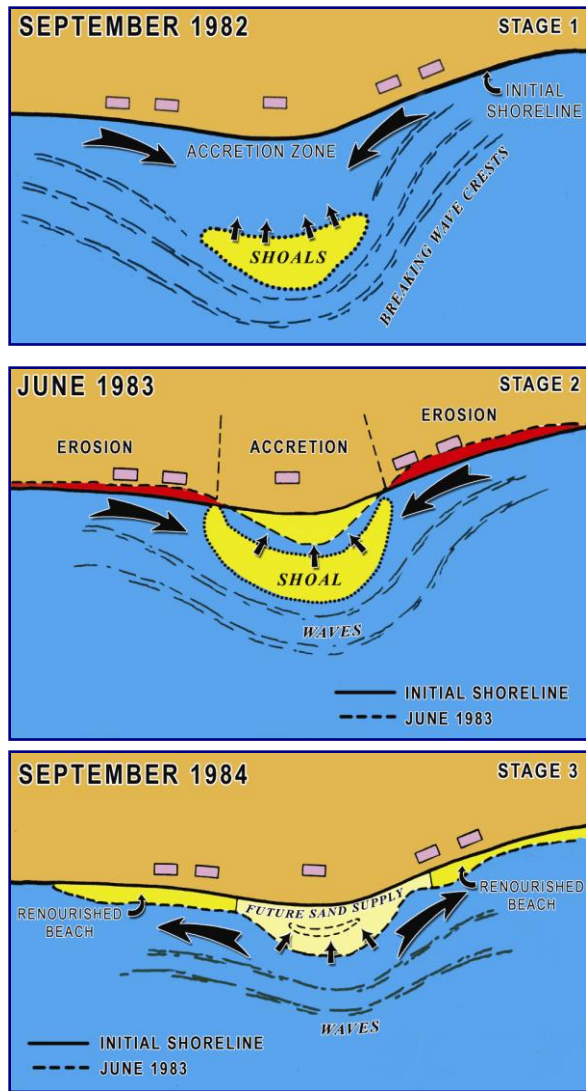 SEPTEMBER 1982
STAGE 1
INITIAL
SHORELINE
ACCRETION ZONE
SHOALS
BREAKING WAVE CRESTS
JUNE 1983
STAGE 2
EROSION
EROSION
ACCRETION
SHOAL
WAVES
INITIAL SHORELINE
JUNE 1983
SEPTEMBER 1984
STAGE 3
FUTURE SAND SUPPLY
RENOURISHED
BEACH
RENOURISHED
BEACH
WAVES
INITIAL SHORELINE
JUNE 1983